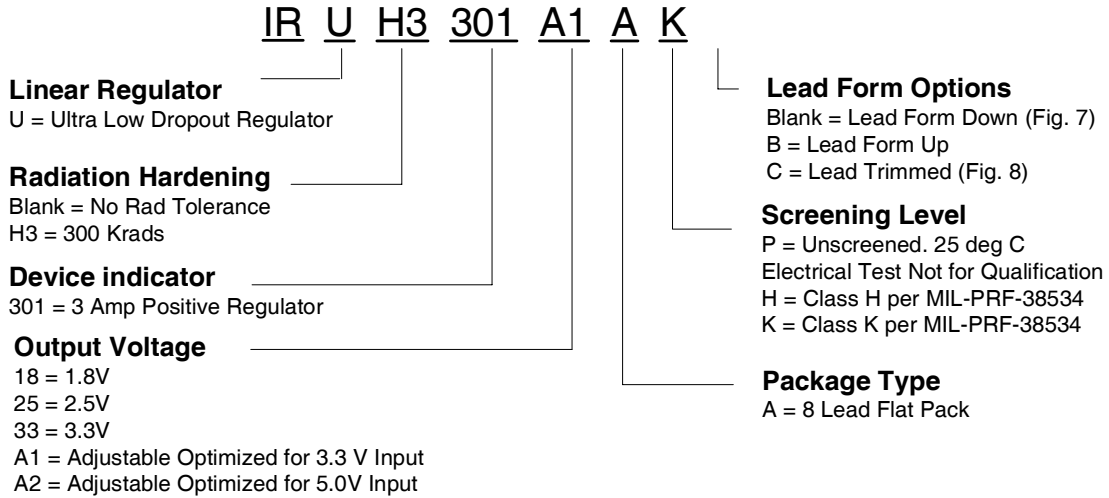 IR U H3 301 A1 A K
Linear Regulator
U = Ultra Low Dropout Regulator
Radiation Hardening
Blank = No Rad Tolerance
H3 = 300 Krads
Device indicator
301 = 3 Amp Positive Regulator
Output Voltage
18 = 1.8V
25 = 2.5V
33 = 3.3V
A1 = Adjustable Optimized for 3.3 V Input
A2 = Adjustable Optimized for 5.0V Input
Lead Form Options
Blank = Lead Form Down (Fig. 7)
B = Lead Form Up
C = Lead Trimmed (Fig. 8)
Screening Level
P = Unscreened. 25 deg C
Electrical Test Not for Qualification
H = Class H per MIL-PRF-38534
K = Class K per MIL-PRF-38534
Package Type
A = 8 Lead Flat Pack